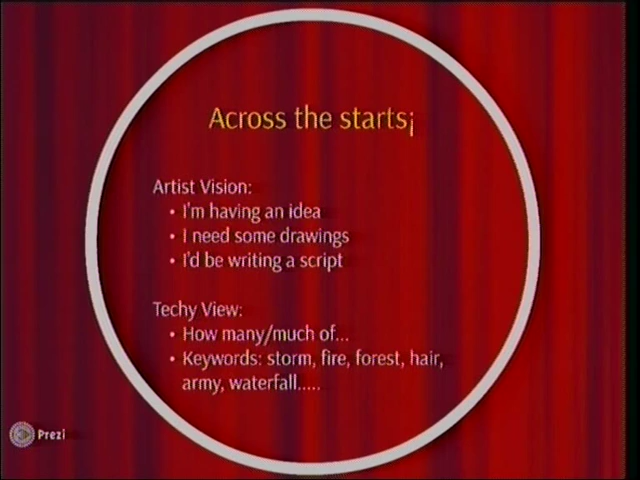 Across the starts¡
Artist Vision:
• I'm having an idea
• I need some drawings
• I'd be writing a script
Techy View:
• How many/much of...
• Keywords: storm, fire, forest, hair,
army, waterfall.....
Prezi